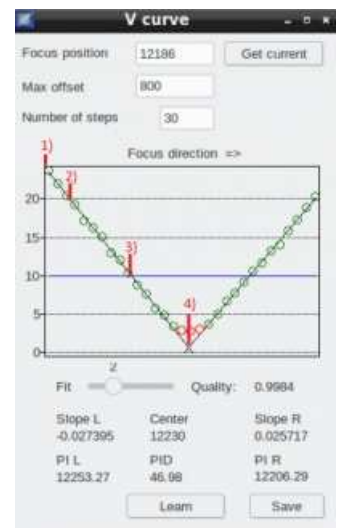 V curve
Focus position 12186 Get current
Max offset 800
Number of steps 30
1)
Focus direction =>
2)
20
15
3)
10
4)
5
0
2
Fit Quality: 0.9984
Slope L Center Slope R
-0.027395 12230 0.025717
PI L PID PI R
12253.27 46.98 12206.29
Learn Save